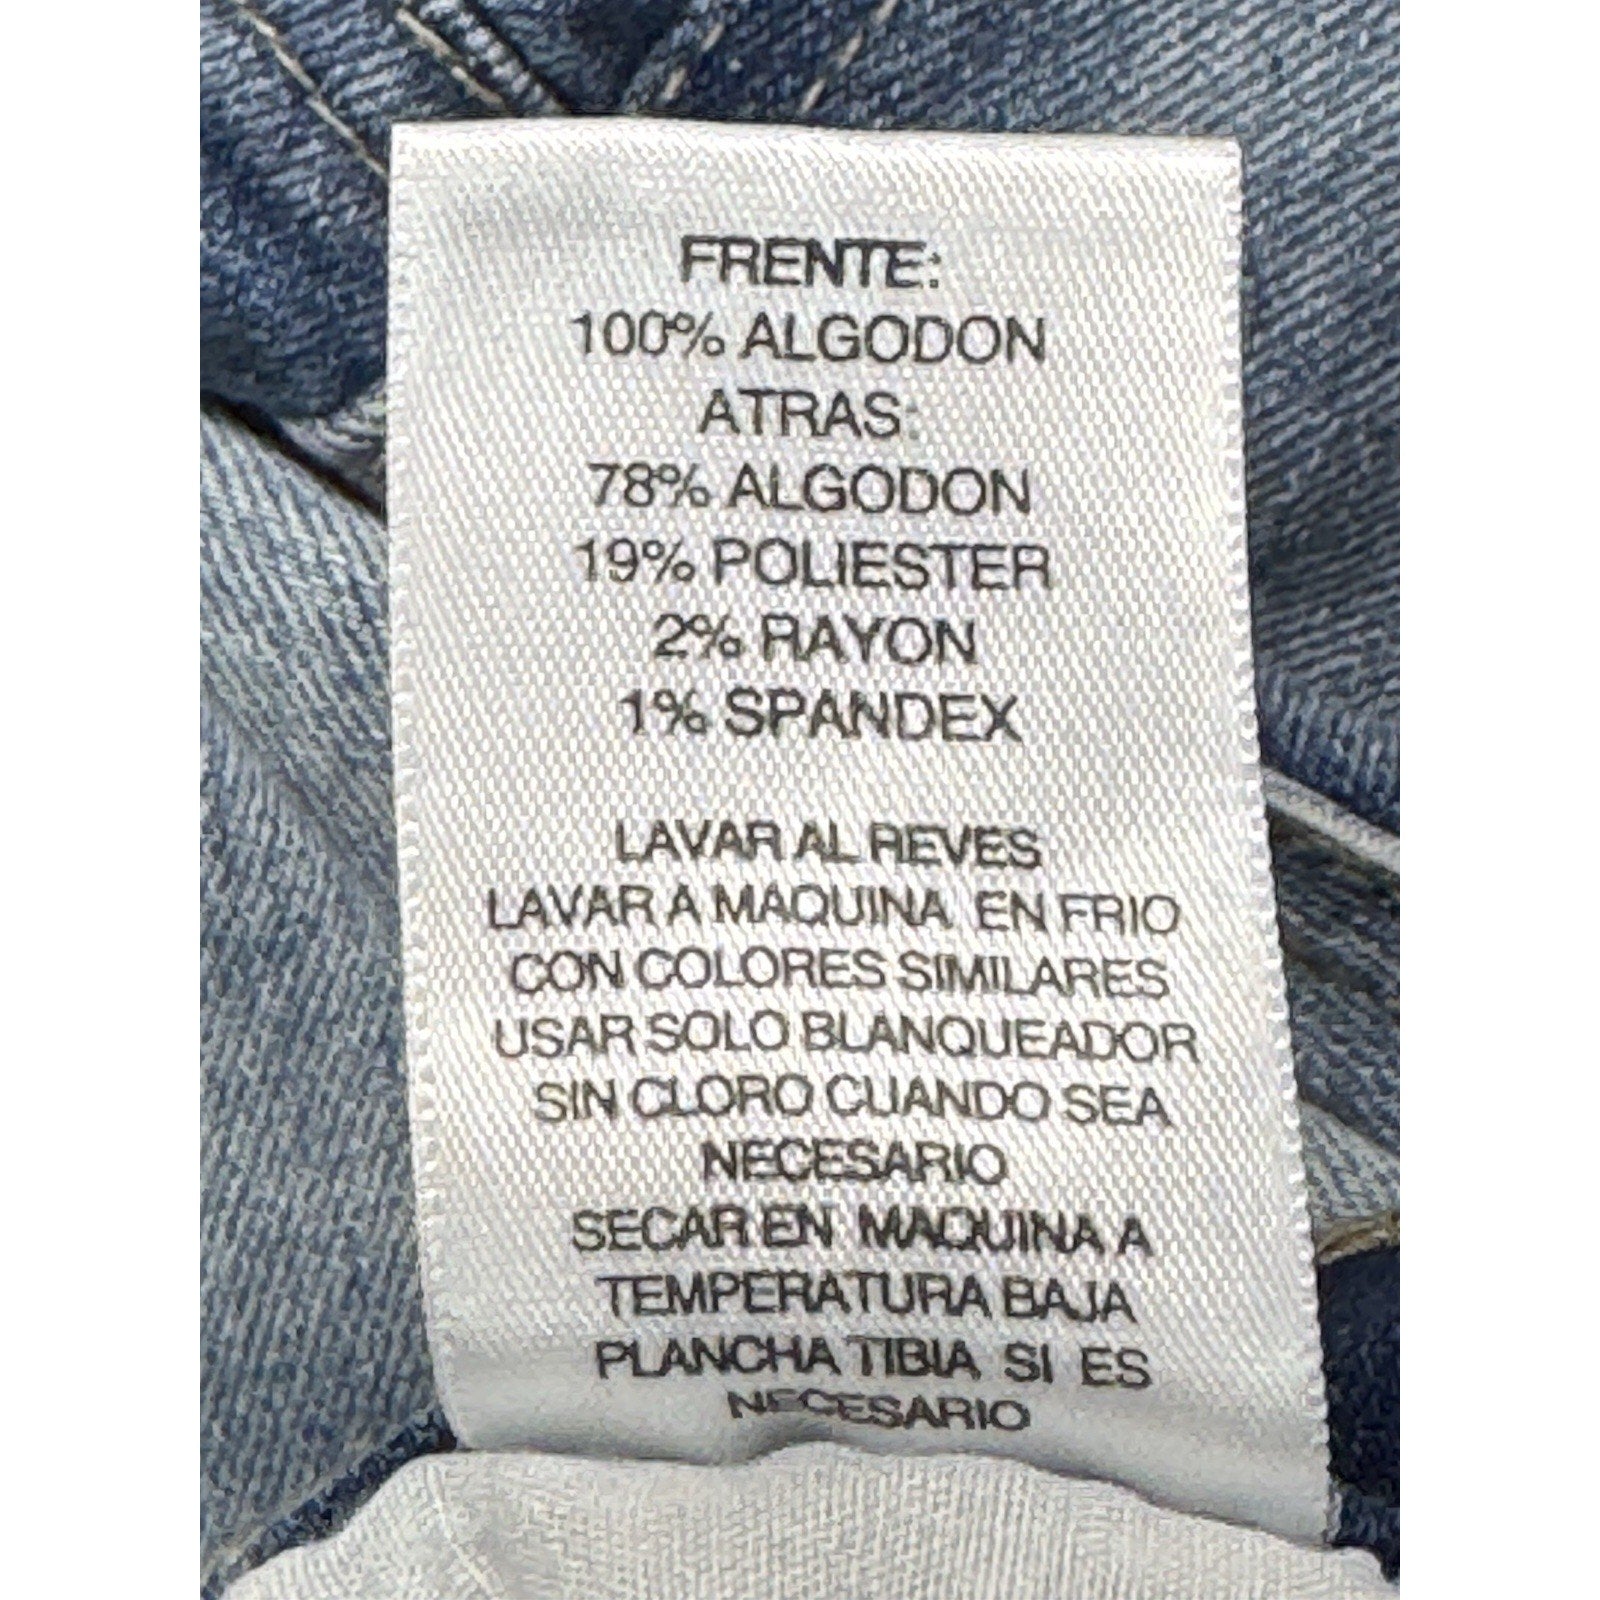 FRENTE:
100% ALGODON
ATRAS:
78% ALGODON
19% POLIESTER
2% RAYON
1% SPANDEX
LAVAR AL REVES
LAVAR A MAQUINA EN FRIO
CON COLORES SIMILARES
USAR SOLO BLANQUEADOR
SIN CLORO CUANDO SEA
NECESARIO
SECAR EN MAQUINA A
TEMPERATURA BAJA
PLANCHA TIBIA SI ES
NECESARIO